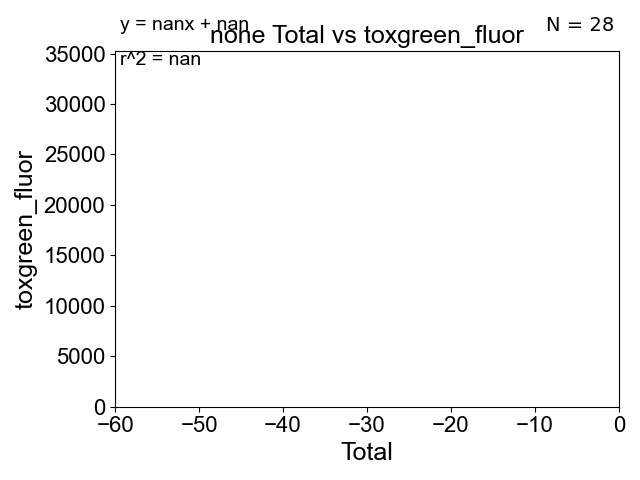 y = nanx + nan
none Total vs toxgreen_fluor
N = 28
r^2 = nan
toxgreen_fluor
35000
30000
25000
20000
15000
10000
5000
0
−60 −50 −40 −30 −20 −10 0
Total